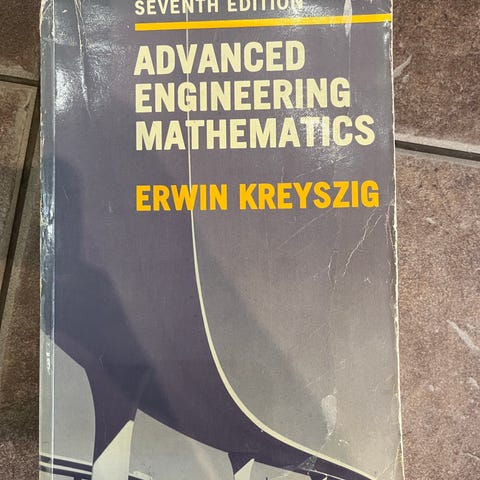 SEVENTH EDITION
ADVANCED
ENGINEERING
MATHEMATICS
ERWIN KREYSZIG